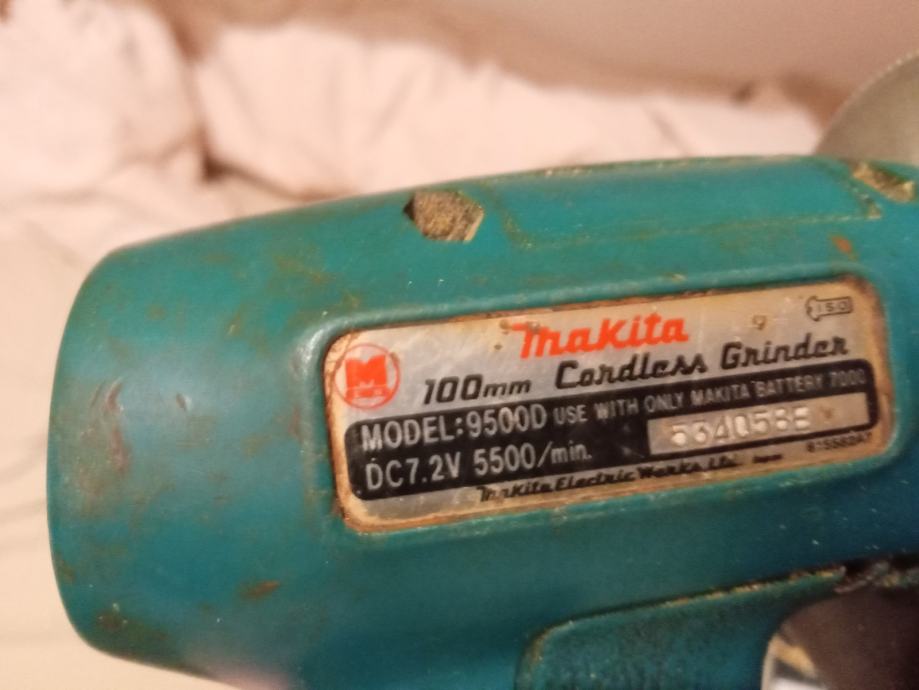 ISO
Makita
M
100mm Cordless Grinder
MODEL:9500D USE WITH ONLY MAKITA BATTERY 7000
DC7.2V 5500/min.
Makita Electric Works Ltd.